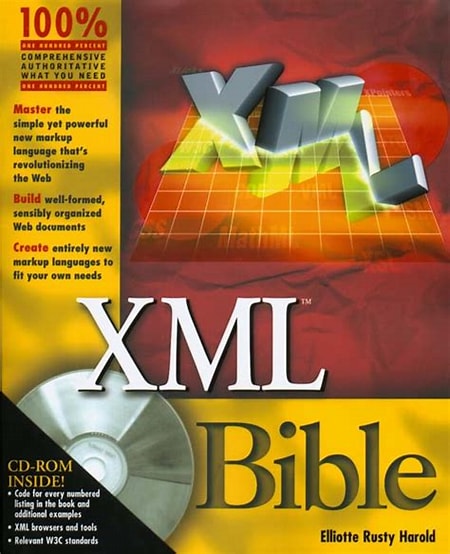 100%
ONE HUNDRED PERCENT
COMPREHENSIVE
AUTHORITATIVE
WHAT YOU NEED
ONE HUNDRED PERCENT
Master the
simple yet powerful
new markup
language that's
revolutionizing
the Web
Build well-formed,
sensibly organized
Web documents
Create entirely new
markup languages to
fit your own needs
XPointers
XML
MathML
XML™
Bible
CD-ROM
INSIDE!
• Code for every numbered
listing in the book and
additional examples
• XML browsers and tools
• Relevant W3C standards
Elliotte Rusty Harold